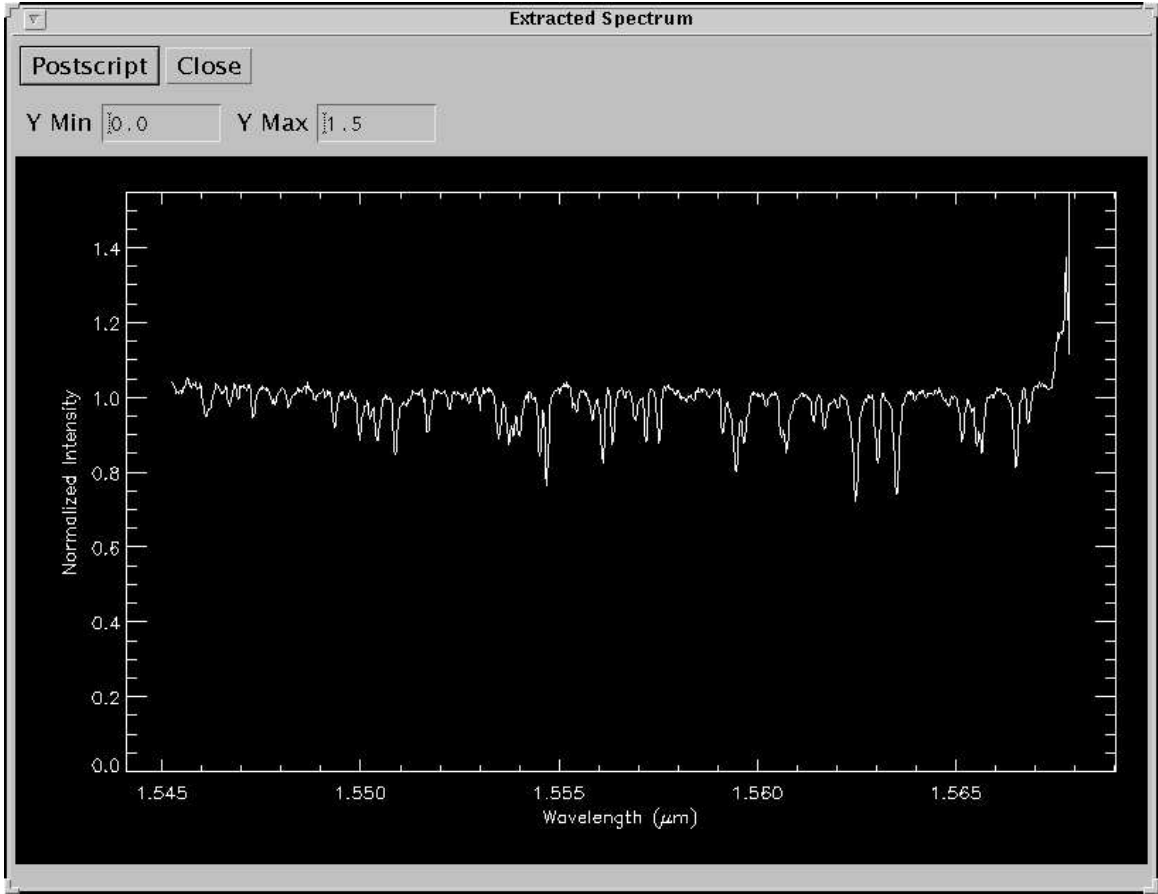 Extracted Spectrum
Postscript Close
Y Min 0.0 Y Max 1.5
1.4
1.2
1.0
0.8
0.6
0.4
0.2
0.0
Normalized Intensity
1.545 1.550 1.555 1.560 1.565
Wavelength (μm)